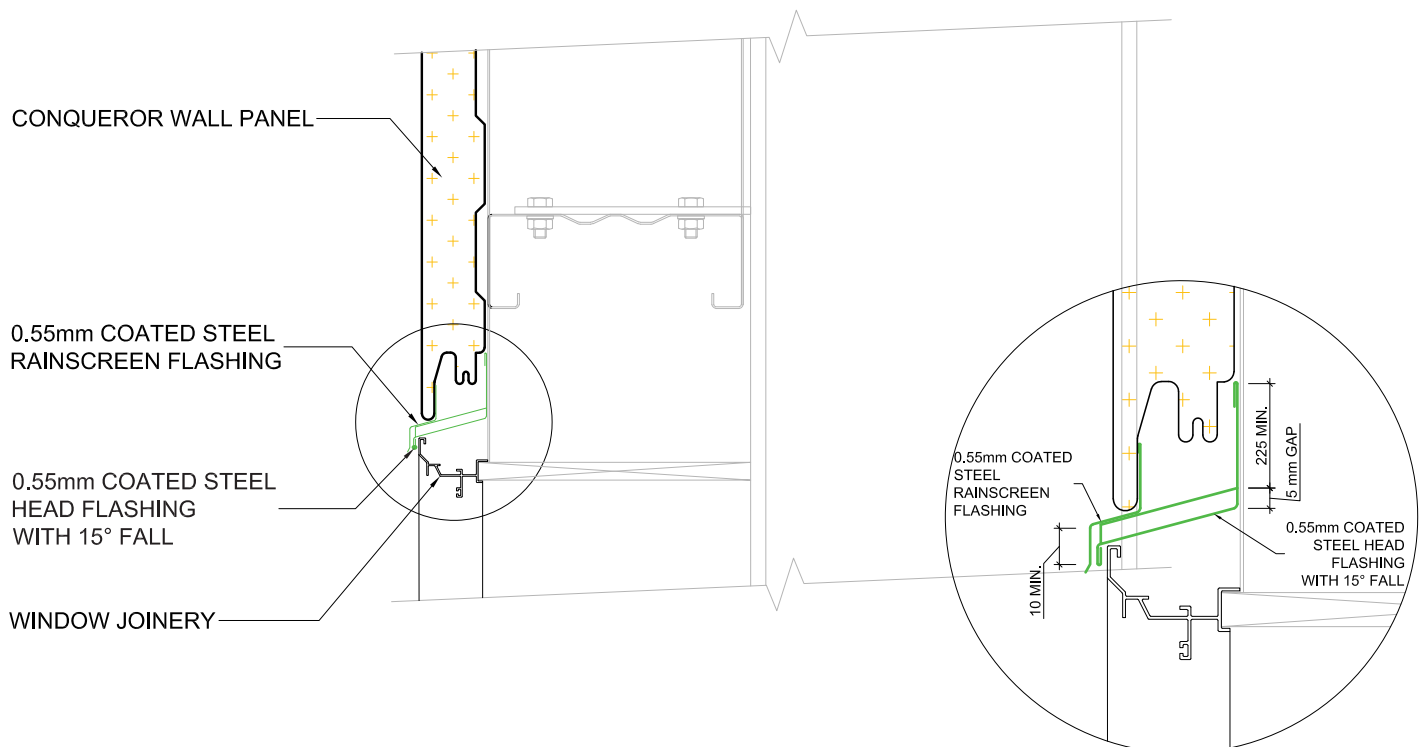 CONQUEROR WALL PANEL
0.55mm COATED STEEL
RAINSCREEN FLASHING
0.55mm COATED STEEL
HEAD FLASHING
WITH 15° FALL
WINDOW JOINERY
0.55mm COATED
STEEL
RAINSCREEN
FLASHING
10 MIN.
225 MIN.
5 mm GAP
0.55mm COATED
STEEL HEAD
FLASHING
WITH 15° FALL